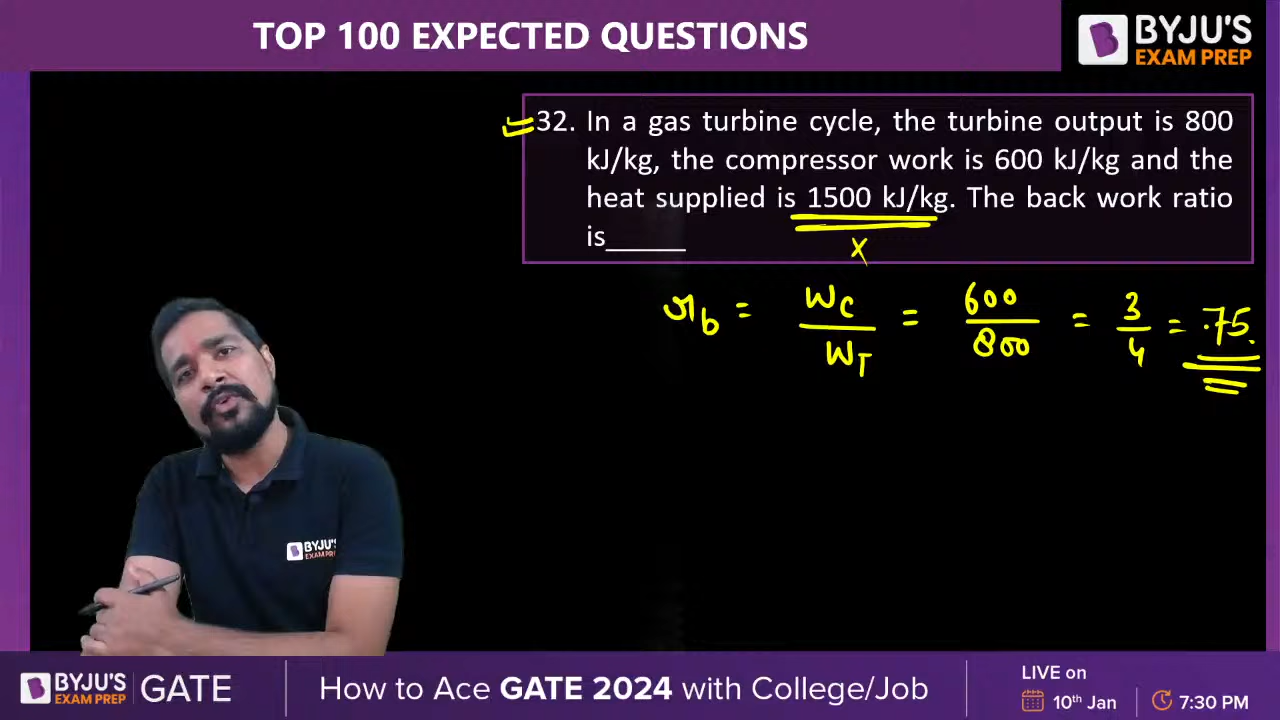 TOP 100 EXPECTED QUESTIONS
BYJU'S
EXAM PREP
32. In a gas turbine cycle, the turbine output is 800
kJ/kg, the compressor work is 600 kJ/kg and the
heat supplied is 1500 kJ/kg. The back work ratio
is______
x
rb = Wc/WT = 600/800 = 3/4 = .75.
BYJU'S
EXAM PREP
BYJU'S
EXAM PREP
GATE
How to Ace GATE 2024 with College/Job
LIVE on
10th Jan
7:30 PM